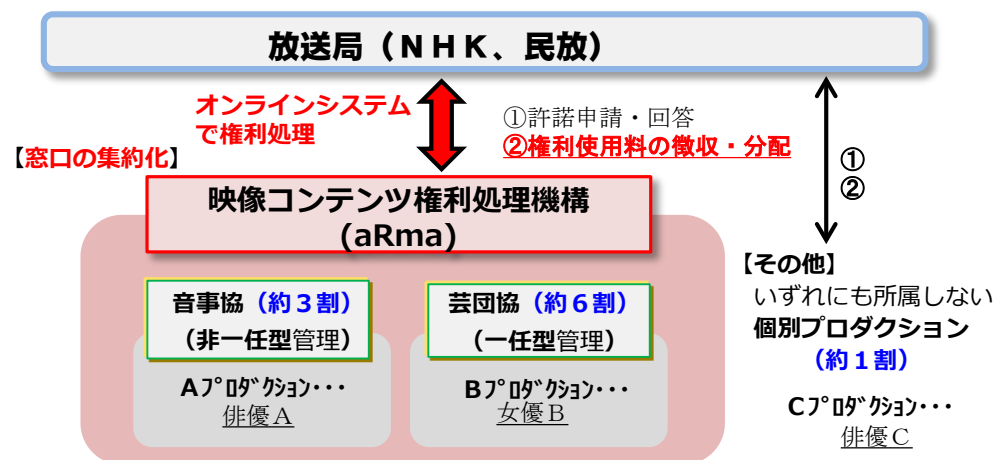 放送局（ＮＨＫ、民放）
オンラインシステム
で権利処理
①許諾申請・回答
②権利使用料の徴収・分配
【窓口の集約化】
①
②
映像コンテンツ権利処理機構
(aRma)
音事協（約３割）
（非一任型管理）
Aﾌﾟﾛﾀﾞｸｼｮﾝ･･･
俳優Ａ
芸団協（約６割）
（一任型管理）
Bﾌﾟﾛﾀﾞｸｼｮﾝ･･･
女優Ｂ
【その他】
いずれにも所属しない
個別プロダクション
（約１割）
Cﾌﾟﾛﾀﾞｸｼｮﾝ･･･
俳優Ｃ